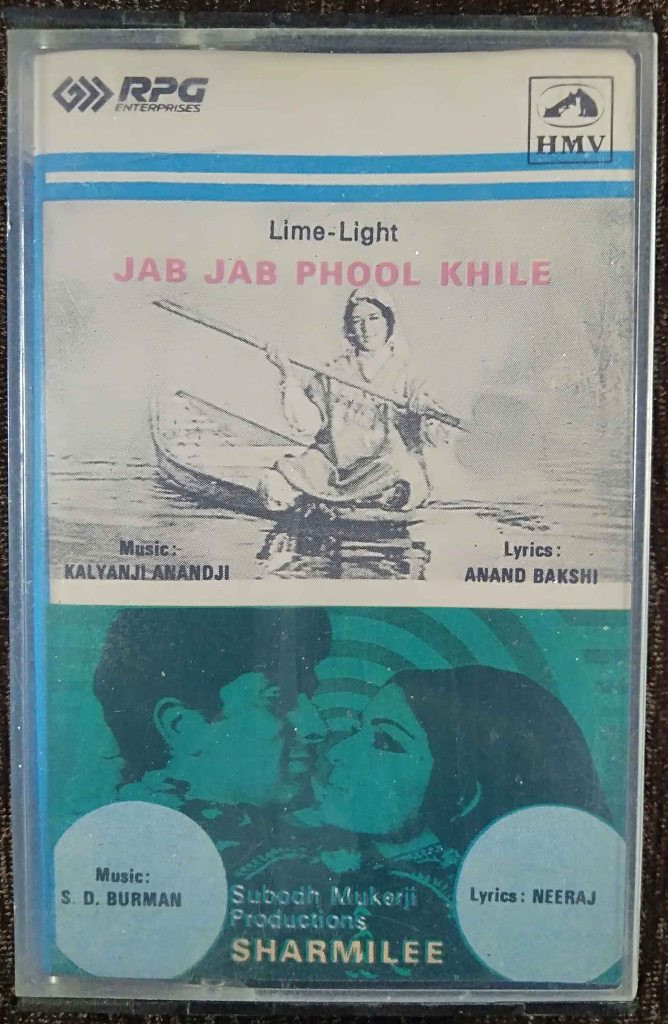 RPG
ENTERPRISES
HMV
Lime-Light
JAB JAB PHOOL KHILE
Music:-
KALYANJI ANANDJI
Lyrics:
ANAND BAKSHI
Music:
S. D. BURMAN
Subodh Mukerji
Productions
SHARMILEE
Lyrics: NEERAJ